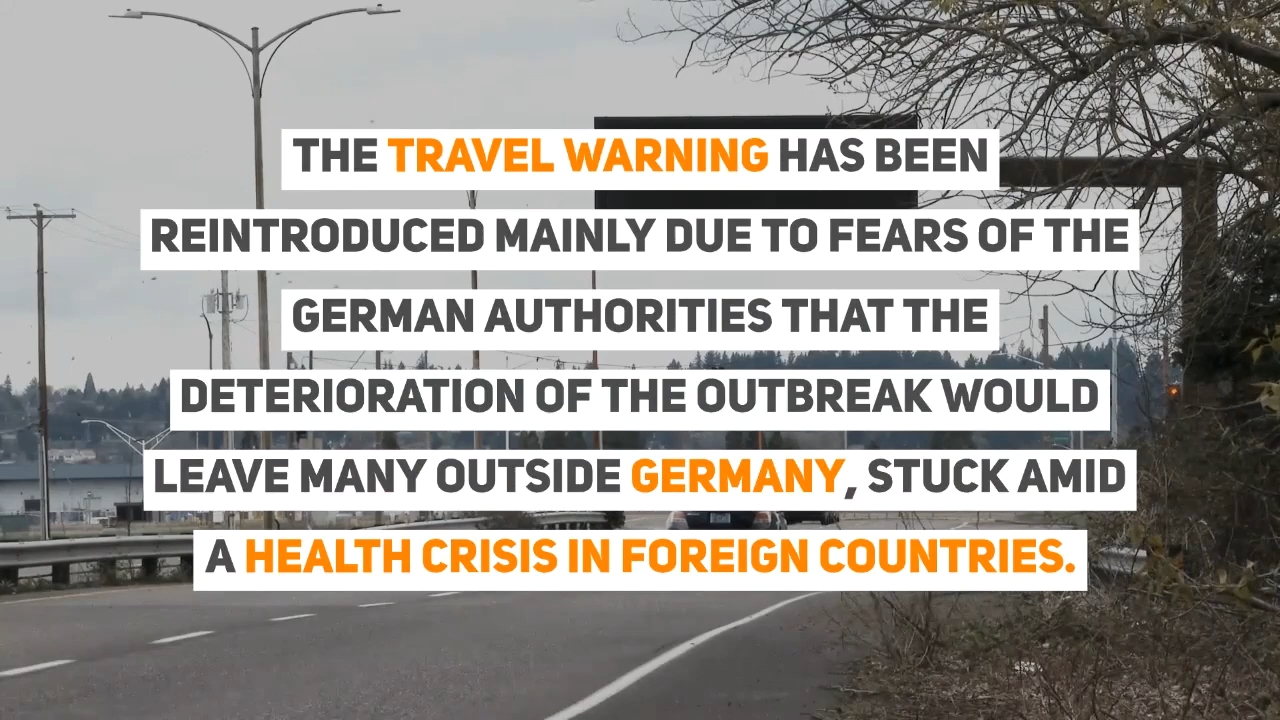 THE TRAVEL WARNING HAS BEEN
REINTRODUCED MAINLY DUE TO FEARS OF THE
GERMAN AUTHORITIES THAT THE
DETERIORATION OF THE OUTBREAK WOULD
LEAVE MANY OUTSIDE GERMANY, STUCK AMID
A HEALTH CRISIS IN FOREIGN COUNTRIES.